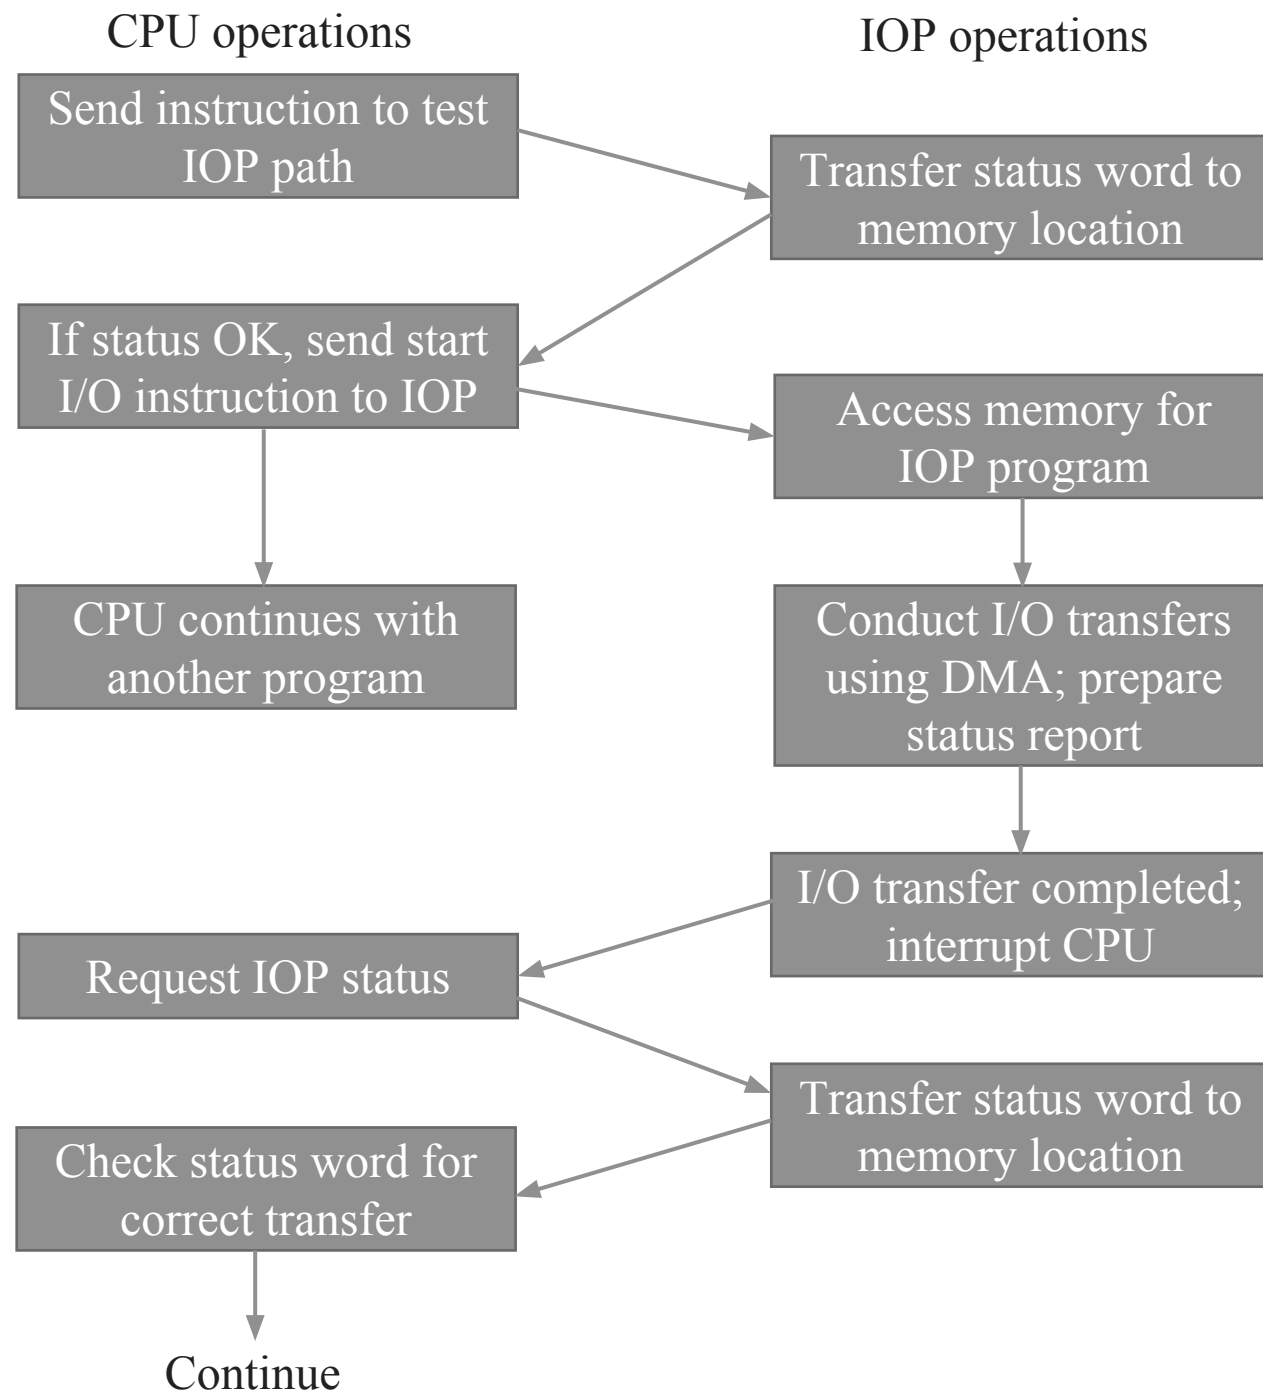 CPU operations
IOP operations
Send instruction to test
IOP path
Transfer status word to
memory location
If status OK, send start
I/O instruction to IOP
Access memory for
IOP program
CPU continues with
another program
Conduct I/O transfers
using DMA; prepare
status report
I/O transfer completed;
interrupt CPU
Request IOP status
Transfer status word to
memory location
Check status word for
correct transfer
Continue